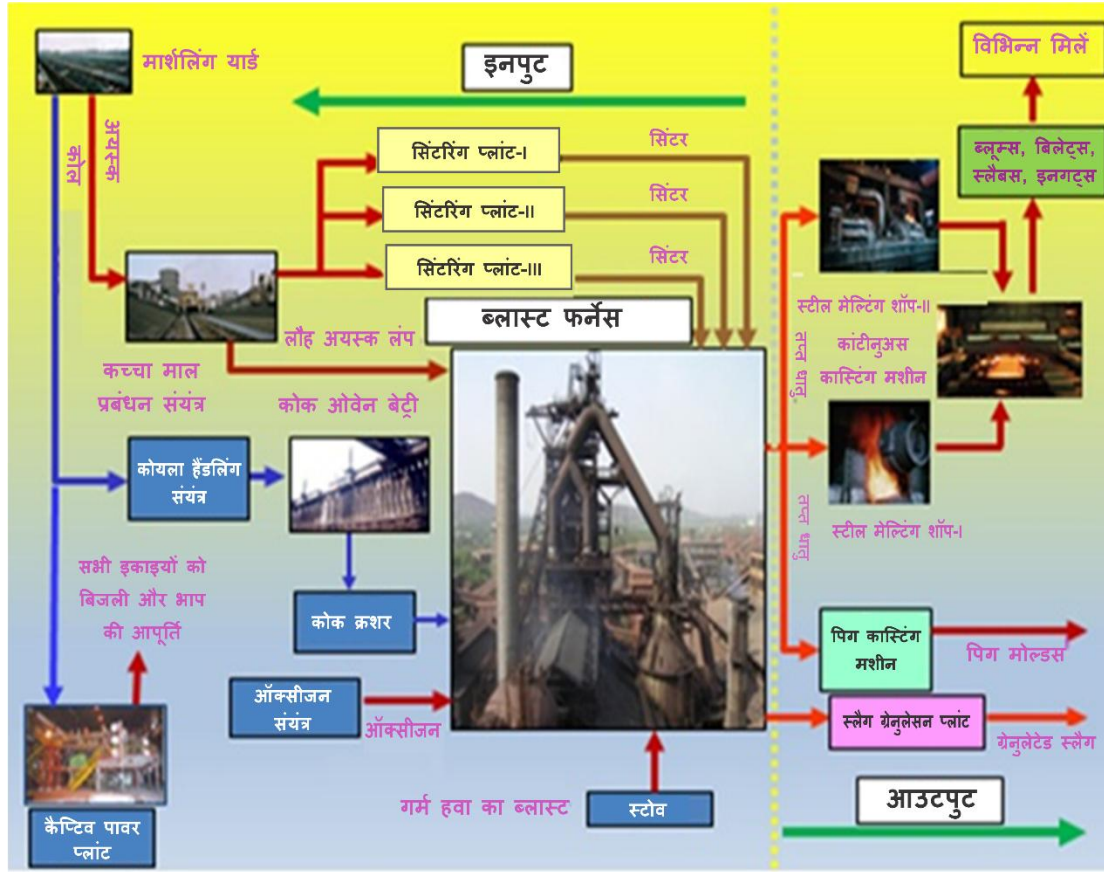 मार्शलिंग यार्ड
इनपुट
विभिन्न मिलें
अयस्क
कोल
सिंटरिंग प्लांट-I
सिंटर
ब्लूम्स, बिलेट्स,
स्लैबस, इनगट्स
सिंटरिंग प्लांट-II
सिंटर
सिंटरिंग प्लांट-III
सिंटर
ब्लास्ट फर्नेस
स्टील मेल्टिंग शॉप-II
लौह अयस्क लंप
तप्त धातु
कांटीनुअस
कास्टिंग मशीन
कच्चा माल
प्रबंधन संयंत्र
कोक ओवेन बेट्री
कोयला हैंडलिंग
संयंत्र
तप्त धातु
स्टील मेल्टिंग शॉप-I
सभी इकाइयों को
बिजली और भाप
की आपूर्ति
कोक क्रशर
पिग कास्टिंग
मशीन
पिग मोल्डस
ऑक्सीजन
संयंत्र
ऑक्सीजन
स्लैग ग्रेनुलेसन प्लांट
ग्रेनुलेटेड स्लैग
गर्म हवा का ब्लास्ट
स्टोव
आउटपुट
कैप्टिव पावर
प्लांट